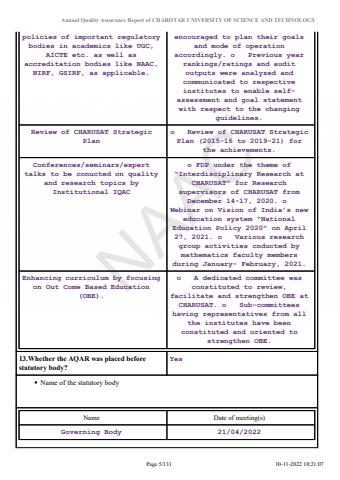 Annual Quality Assurance Report of CHAROTAR UNIVERSITY OF SCIENCE AND TECHNOLOGY
policies of important regulatory
bodies in academics like UGC,
AICTE etc. as well as
accreditation bodies like NAAC,
NIRF, GSIRF, as applicable.
encouraged to plan their goals
and mode of operation
accordingly. o Previous year
rankings/ratings and audit
outputs were analyzed and
communicated to respective
institutes to enable self-
assessment and goal statement
with respect to the changing
guidelines.
Review of CHARUSAT Strategic
Plan
o Review of CHARUSAT Strategic
Plan (2015-16 to 2019-21) for
the achievements.
Conferences/seminars/expert
talks to be conucted on quality
and research topics by
Institutional IQAC
o FDP under the theme of
"Interdisciplinary Research at
CHARUSAT" for Research
supervisors of CHARUSAT from
December 14-17, 2020. o
Webinar on Vision of India's new
education system "National
Education Policy 2020" on April
27, 2021. o Various research
group activities cnducted by
mathematics faculty members
during January- February, 2021.
Enhancing curriculum by focusing
on Out Come Based Education
(OBE).
o A dedicated committee was
constituted to review,
facilitate and strengthen OBE at
CHARUSAT. o Sub-committees
having representatives from all
the institutes have been
constituted and oriented to
strengthen OBE.
13.Whether the AQAR was placed before
statutory body?
Yes
• Name of the statutory body
Name
Date of meeting(s)
Governing Body
21/04/2022
Page 5/131
10-11-2022 10:21:07